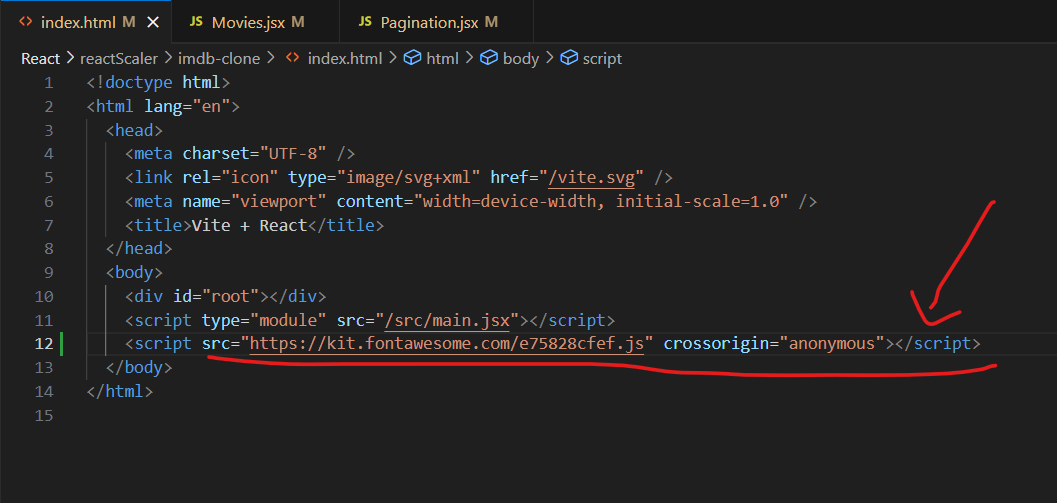 index.html M
JS Movies.jsx M
JS Pagination.jsx M
React > reactScaler > imdb-clone > index.html > html > body > script
1 <!doctype html>
2 <html lang="en">
3 <head>
4 <meta charset="UTF-8" />
5 <link rel="icon" type="image/svg+xml" href="/vite.svg" />
6 <meta name="viewport" content="width=device-width, initial-scale=1.0" />
7 <title>Vite + React</title>
8 </head>
9 <body>
10 <div id="root"></div>
11 <script type="module" src="/src/main.jsx"></script>
12 <script src="https://kit.fontawesome.com/e75828cfef.js" crossorigin="anonymous"></script>
13 </body>
14 </html>
15